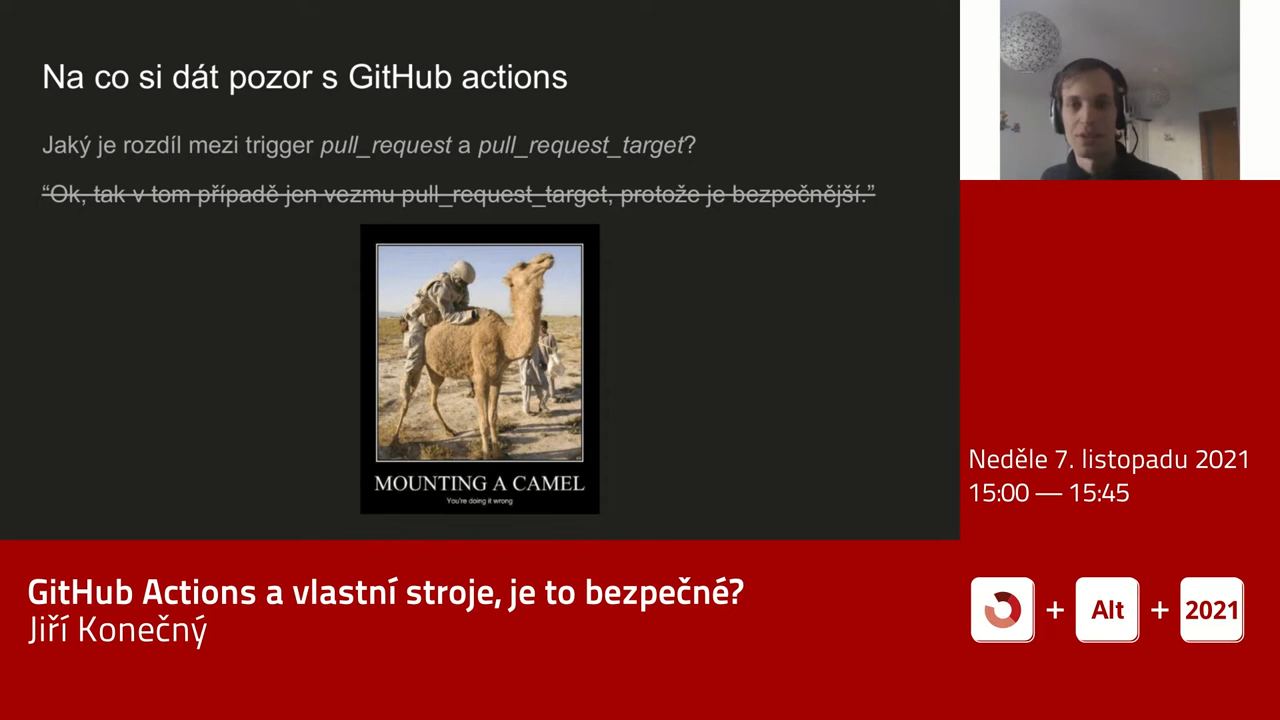 Na co si dát pozor s GitHub actions
Jaký je rozdíl mezi trigger pull_request a pull_request_target?
“Ok, tak v tom případě jen vezmu pull_request_target, protože je bezpečnější.”
MOUNTING A CAMEL
You're doing it wrong
Neděle 7. listopadu 2021
15:00 — 15:45
GitHub Actions a vlastní stroje, je to bezpečné?
Jiří Konečný
+ Alt + 2021